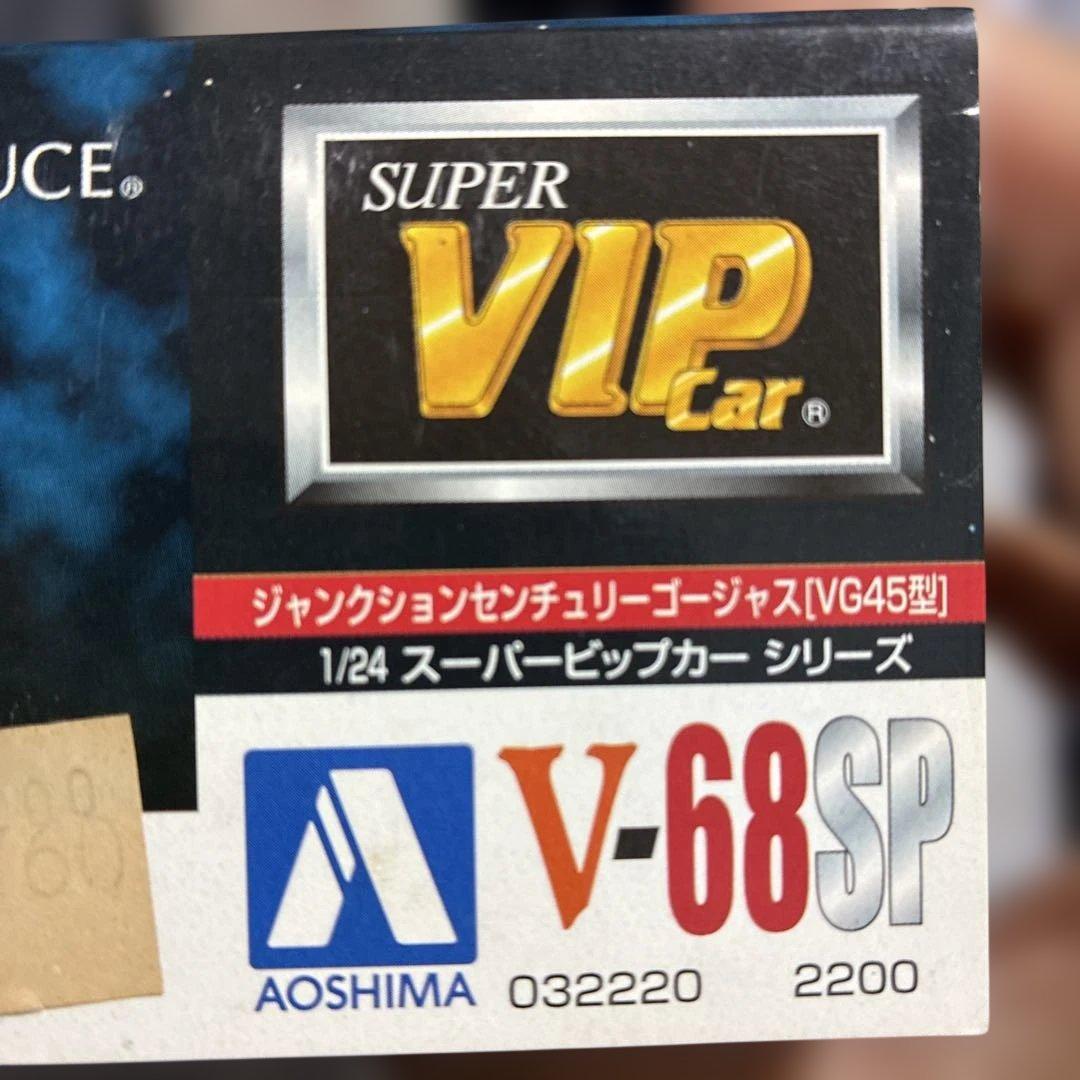 UCE®
SUPER
VIP
Car®
ジャンクションセンチュリーゴージャス[VG45型]
1/24 スーパービップカー シリーズ
V-68SP
AOSHIMA 032220 2200